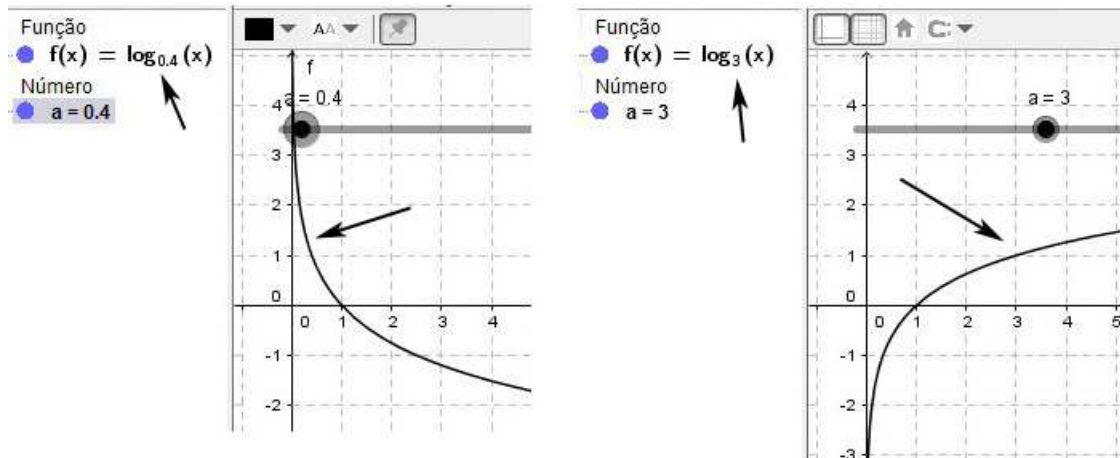 Função
f(x) = log₀.₄(x)
Número
a = 0.4
AA
f
a = 0.4
4
3
2
1
0
-1
-2
0 1 2 3 4
Função
f(x) = log₃(x)
Número
a = 3
a = 3
4
3
2
1
0
-1
-2
-3
0 1 2 3 4 5